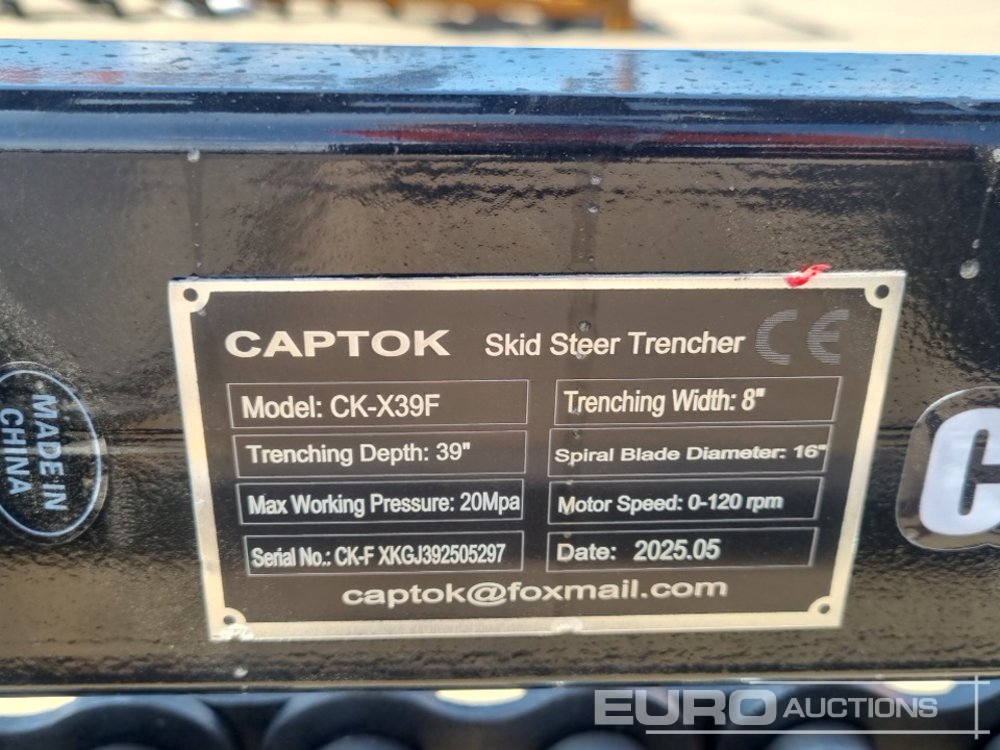 CAPTOK Skid Steer Trencher CE
Model: CK-X39F
Trenching Width: 8"
Trenching Depth: 39"
Spiral Blade Diameter: 16"
Max Working Pressure: 20Mpa
Motor Speed: 0-120 rpm
Serial No.: CK-F XKGJ392505297
Date: 2025.05
captok@foxmail.com
MADE IN
CHINA
C
EURO AUCTIONS